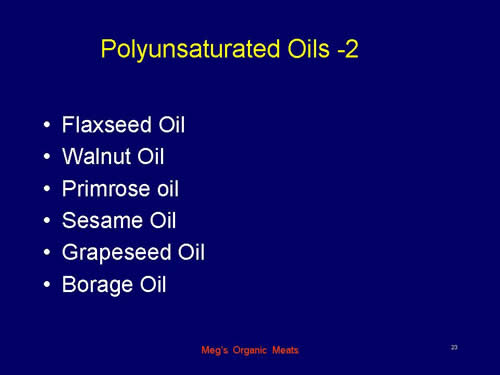 Polyunsaturated Oils -2
• Flaxseed Oil
• Walnut Oil
• Primrose oil
• Sesame Oil
• Grapeseed Oil
• Borage Oil
Meg's Organic Meats
23